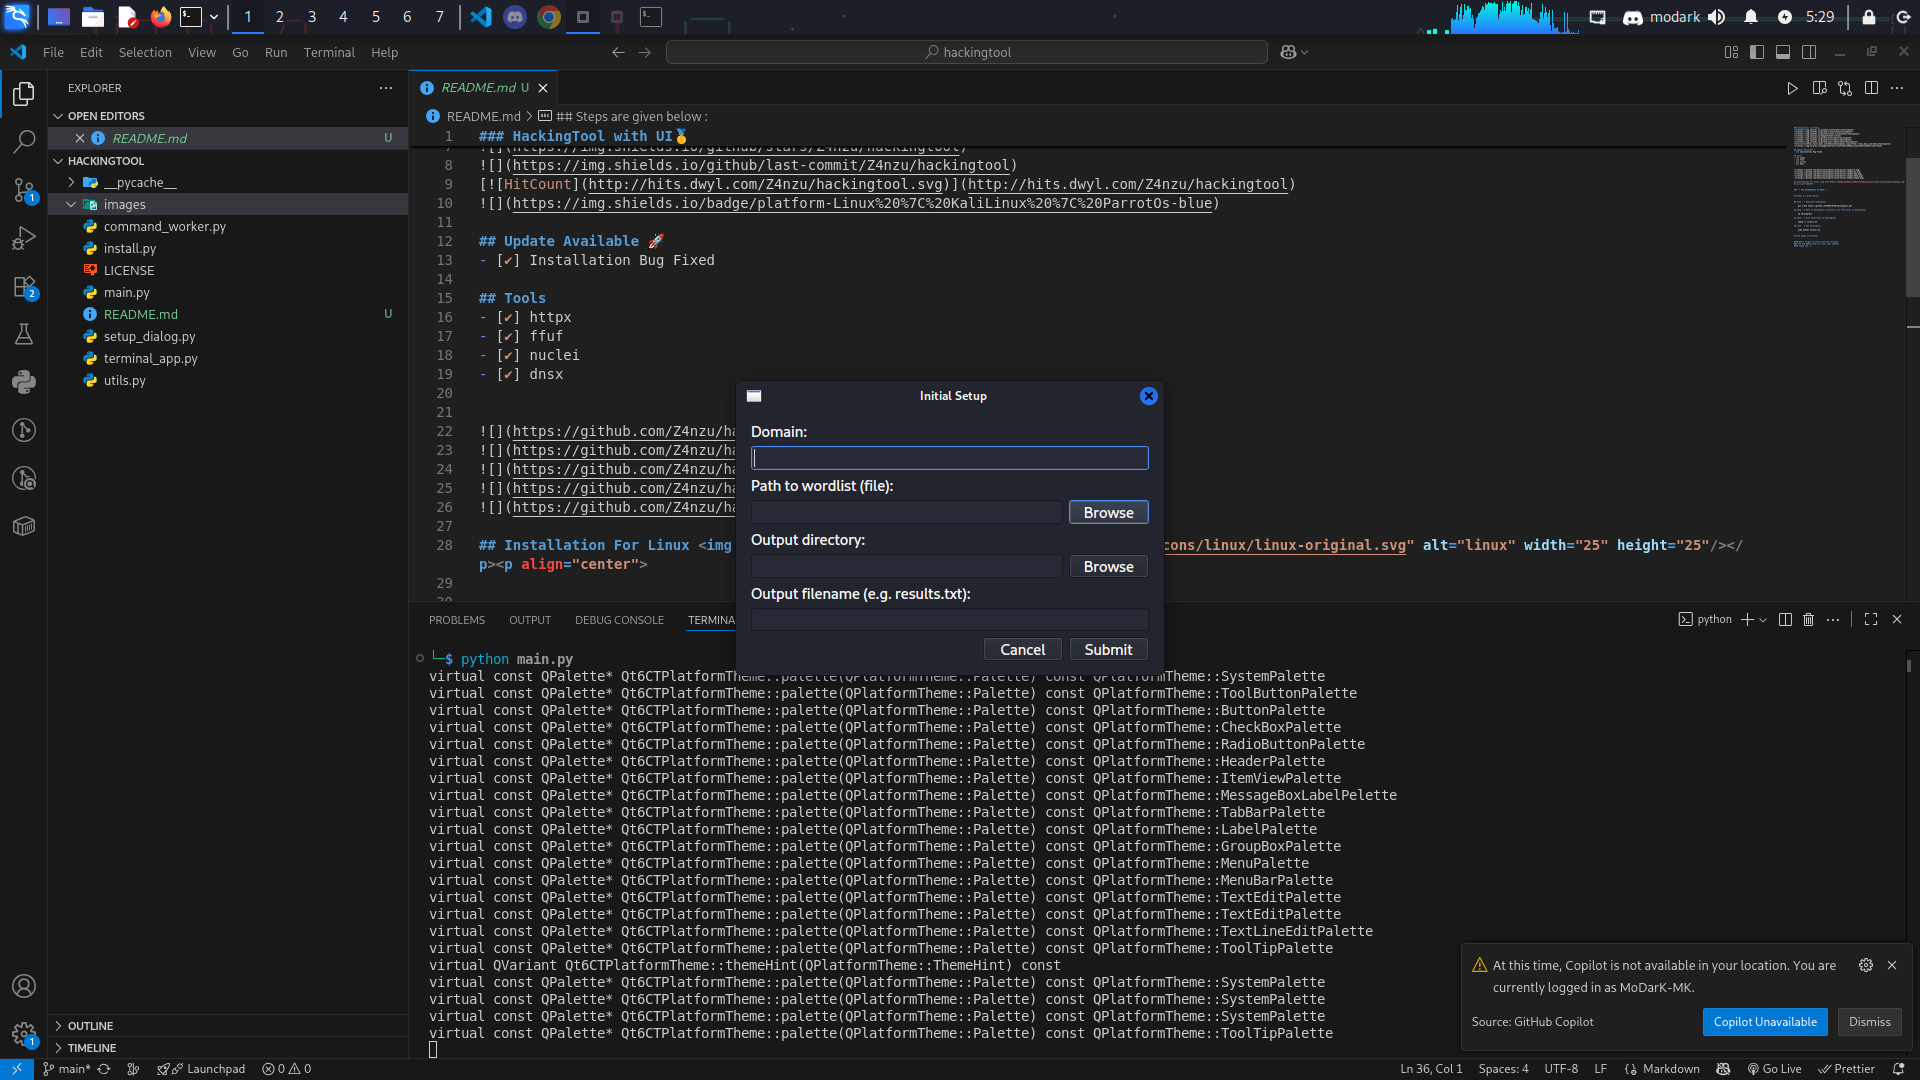 1 2 3 4 5 6 7
modark 5:29
File Edit Selection View Go Run Terminal Help
hackingtool
EXPLORER
OPEN EDITORS
README.md U
HACKINGTOOL
__pycache__
images
command_worker.py
install.py
LICENSE
main.py
README.md U
setup_dialog.py
terminal_app.py
utils.py
OUTLINE
TIMELINE
1
2
1
README.md U
README.md > ## Steps are given below :
1 ### HackingTool with UI🥇
8 ![](https://img.shields.io/github/last-commit/Z4nzu/hackingtool)
9 [![HitCount](http://hits.dwyl.com/Z4nzu/hackingtool.svg)](http://hits.dwyl.com/Z4nzu/hackingtool)
10 ![](https://img.shields.io/badge/platform-Linux%20%7C%20KaliLinux%20%7C%20ParrotOs-blue)
11
12 ## Update Available 🚀
13 - [✔] Installation Bug Fixed
14
15 ## Tools
16 - [✔] httpx
17 - [✔] ffuf
18 - [✔] nuclei
19 - [✔] dnsx
20
21
22 ![](https://github.com/Z4nzu/ha
23 ![](https://github.com/Z4nzu/ha
24 ![](https://github.com/Z4nzu/ha
25 ![](https://github.com/Z4nzu/ha
26 ![](https://github.com/Z4nzu/ha
27
28 ## Installation For Linux <img cons/linux/linux-original.svg" alt="linux" width="25" height="25"/></
p><p align="center">
29
Initial Setup
Domain:
Path to wordlist (file):
Browse
Output directory:
Browse
Output filename (e.g. results.txt):
Cancel Submit
PROBLEMS OUTPUT DEBUG CONSOLE TERMINA
python
└─$ python main.py
virtual const QPalette* Qt6CTPlatformTheme::palette(QPlatformTheme::Palette) const QPlatformTheme::SystemPalette
virtual const QPalette* Qt6CTPlatformTheme::palette(QPlatformTheme::Palette) const QPlatformTheme::ToolButtonPalette
virtual const QPalette* Qt6CTPlatformTheme::palette(QPlatformTheme::Palette) const QPlatformTheme::ButtonPalette
virtual const QPalette* Qt6CTPlatformTheme::palette(QPlatformTheme::Palette) const QPlatformTheme::CheckBoxPalette
virtual const QPalette* Qt6CTPlatformTheme::palette(QPlatformTheme::Palette) const QPlatformTheme::RadioButtonPalette
virtual const QPalette* Qt6CTPlatformTheme::palette(QPlatformTheme::Palette) const QPlatformTheme::HeaderPalette
virtual const QPalette* Qt6CTPlatformTheme::palette(QPlatformTheme::Palette) const QPlatformTheme::ItemViewPalette
virtual const QPalette* Qt6CTPlatformTheme::palette(QPlatformTheme::Palette) const QPlatformTheme::MessageBoxLabelPelette
virtual const QPalette* Qt6CTPlatformTheme::palette(QPlatformTheme::Palette) const QPlatformTheme::TabBarPalette
virtual const QPalette* Qt6CTPlatformTheme::palette(QPlatformTheme::Palette) const QPlatformTheme::LabelPalette
virtual const QPalette* Qt6CTPlatformTheme::palette(QPlatformTheme::Palette) const QPlatformTheme::GroupBoxPalette
virtual const QPalette* Qt6CTPlatformTheme::palette(QPlatformTheme::Palette) const QPlatformTheme::MenuPalette
virtual const QPalette* Qt6CTPlatformTheme::palette(QPlatformTheme::Palette) const QPlatformTheme::MenuBarPalette
virtual const QPalette* Qt6CTPlatformTheme::palette(QPlatformTheme::Palette) const QPlatformTheme::TextEditPalette
virtual const QPalette* Qt6CTPlatformTheme::palette(QPlatformTheme::Palette) const QPlatformTheme::TextEditPalette
virtual const QPalette* Qt6CTPlatformTheme::palette(QPlatformTheme::Palette) const QPlatformTheme::TextLineEditPalette
virtual const QPalette* Qt6CTPlatformTheme::palette(QPlatformTheme::Palette) const QPlatformTheme::ToolTipPalette
virtual QVariant Qt6CTPlatformTheme::themeHint(QPlatformTheme::ThemeHint) const
virtual const QPalette* Qt6CTPlatformTheme::palette(QPlatformTheme::Palette) const QPlatformTheme::SystemPalette
virtual const QPalette* Qt6CTPlatformTheme::palette(QPlatformTheme::Palette) const QPlatformTheme::SystemPalette
virtual const QPalette* Qt6CTPlatformTheme::palette(QPlatformTheme::Palette) const QPlatformTheme::SystemPalette
virtual const QPalette* Qt6CTPlatformTheme::palette(QPlatformTheme::Palette) const QPlatformTheme::ToolTipPalette
At this time, Copilot is not available in your location. You are
currently logged in as MoDarK-MK.
Source: GitHub Copilot
Copilot Unavailable Dismiss
main* Launchpad 0 0
Ln 36, Col 1 Spaces: 4 UTF-8 LF {} Markdown Go Live Prettier